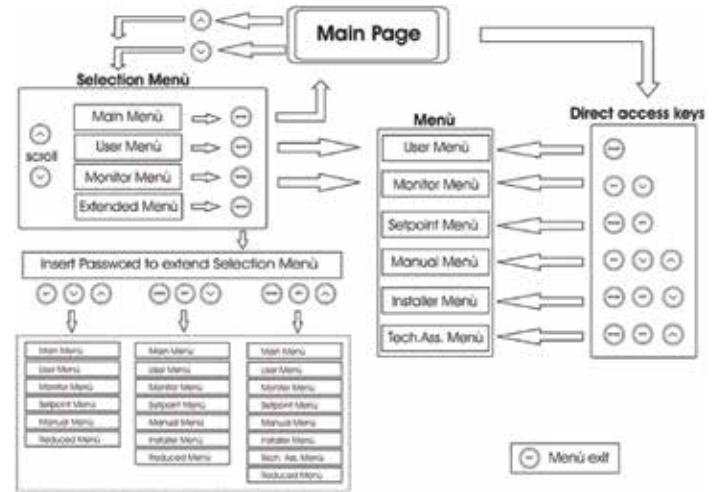 Main Page
Selection Menù
Main Menù
User Menù
Monitor Menù
Extended Menù
scroll
Menù
User Menù
Monitor Menù
Setpoint Menù
Manual Menù
Installer Menù
Tech.Ass. Menù
Direct access keys
Insert Password to extend Selection Menù
Main Menù
User Menù
Monitor Menù
Setpoint Menù
Manual Menù
Reduced Menù
Main Menù
User Menù
Monitor Menù
Setpoint Menù
Manual Menù
Installer Menù
Reduced Menù
Main Menù
User Menù
Monitor Menù
Setpoint Menù
Manual Menù
Installer Menù
Tech. Ass. Menù
Reduced Menù
Menù exit